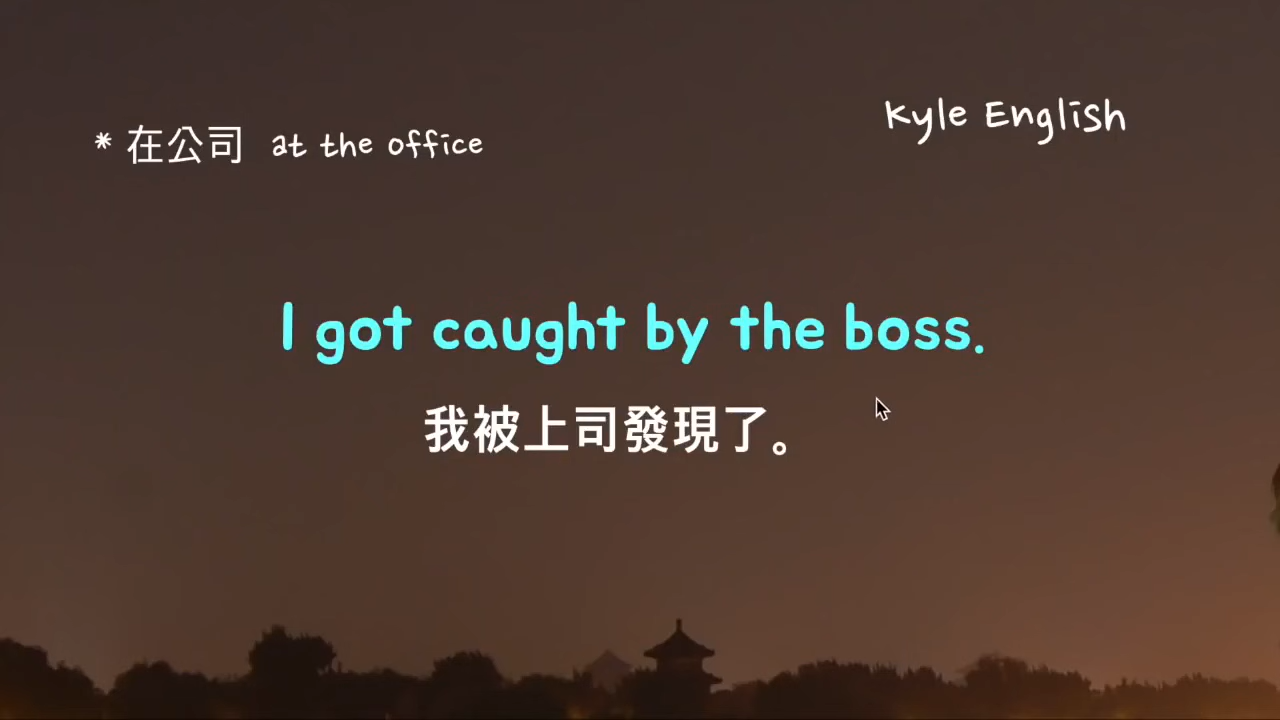 Kyle English
* 在公司 at the office
I got caught by the boss.
我被上司發現了。